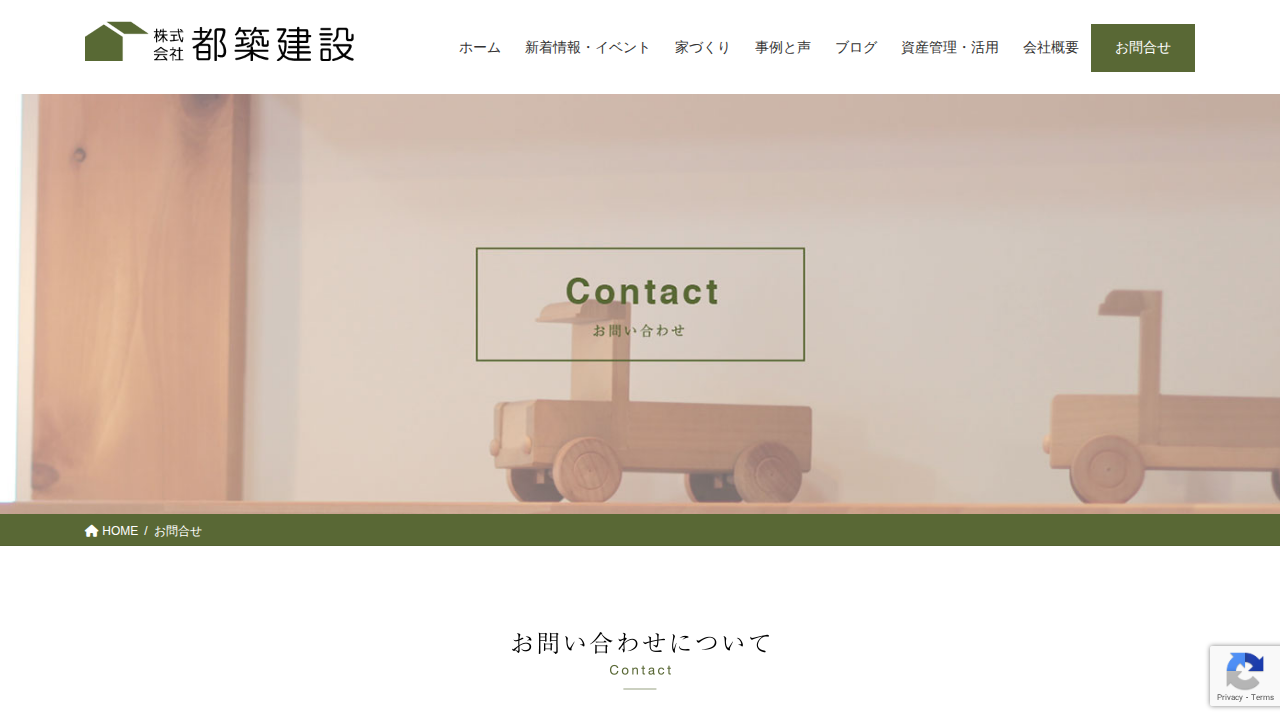 株式会社 都築建設
ホーム 新着情報・イベント 家づくり 事例と声 ブログ 資産管理・活用 会社概要 お問合せ
Contact
お問い合わせ
HOME / お問合せ
お問い合わせについて
Contact
Privacy - Terms